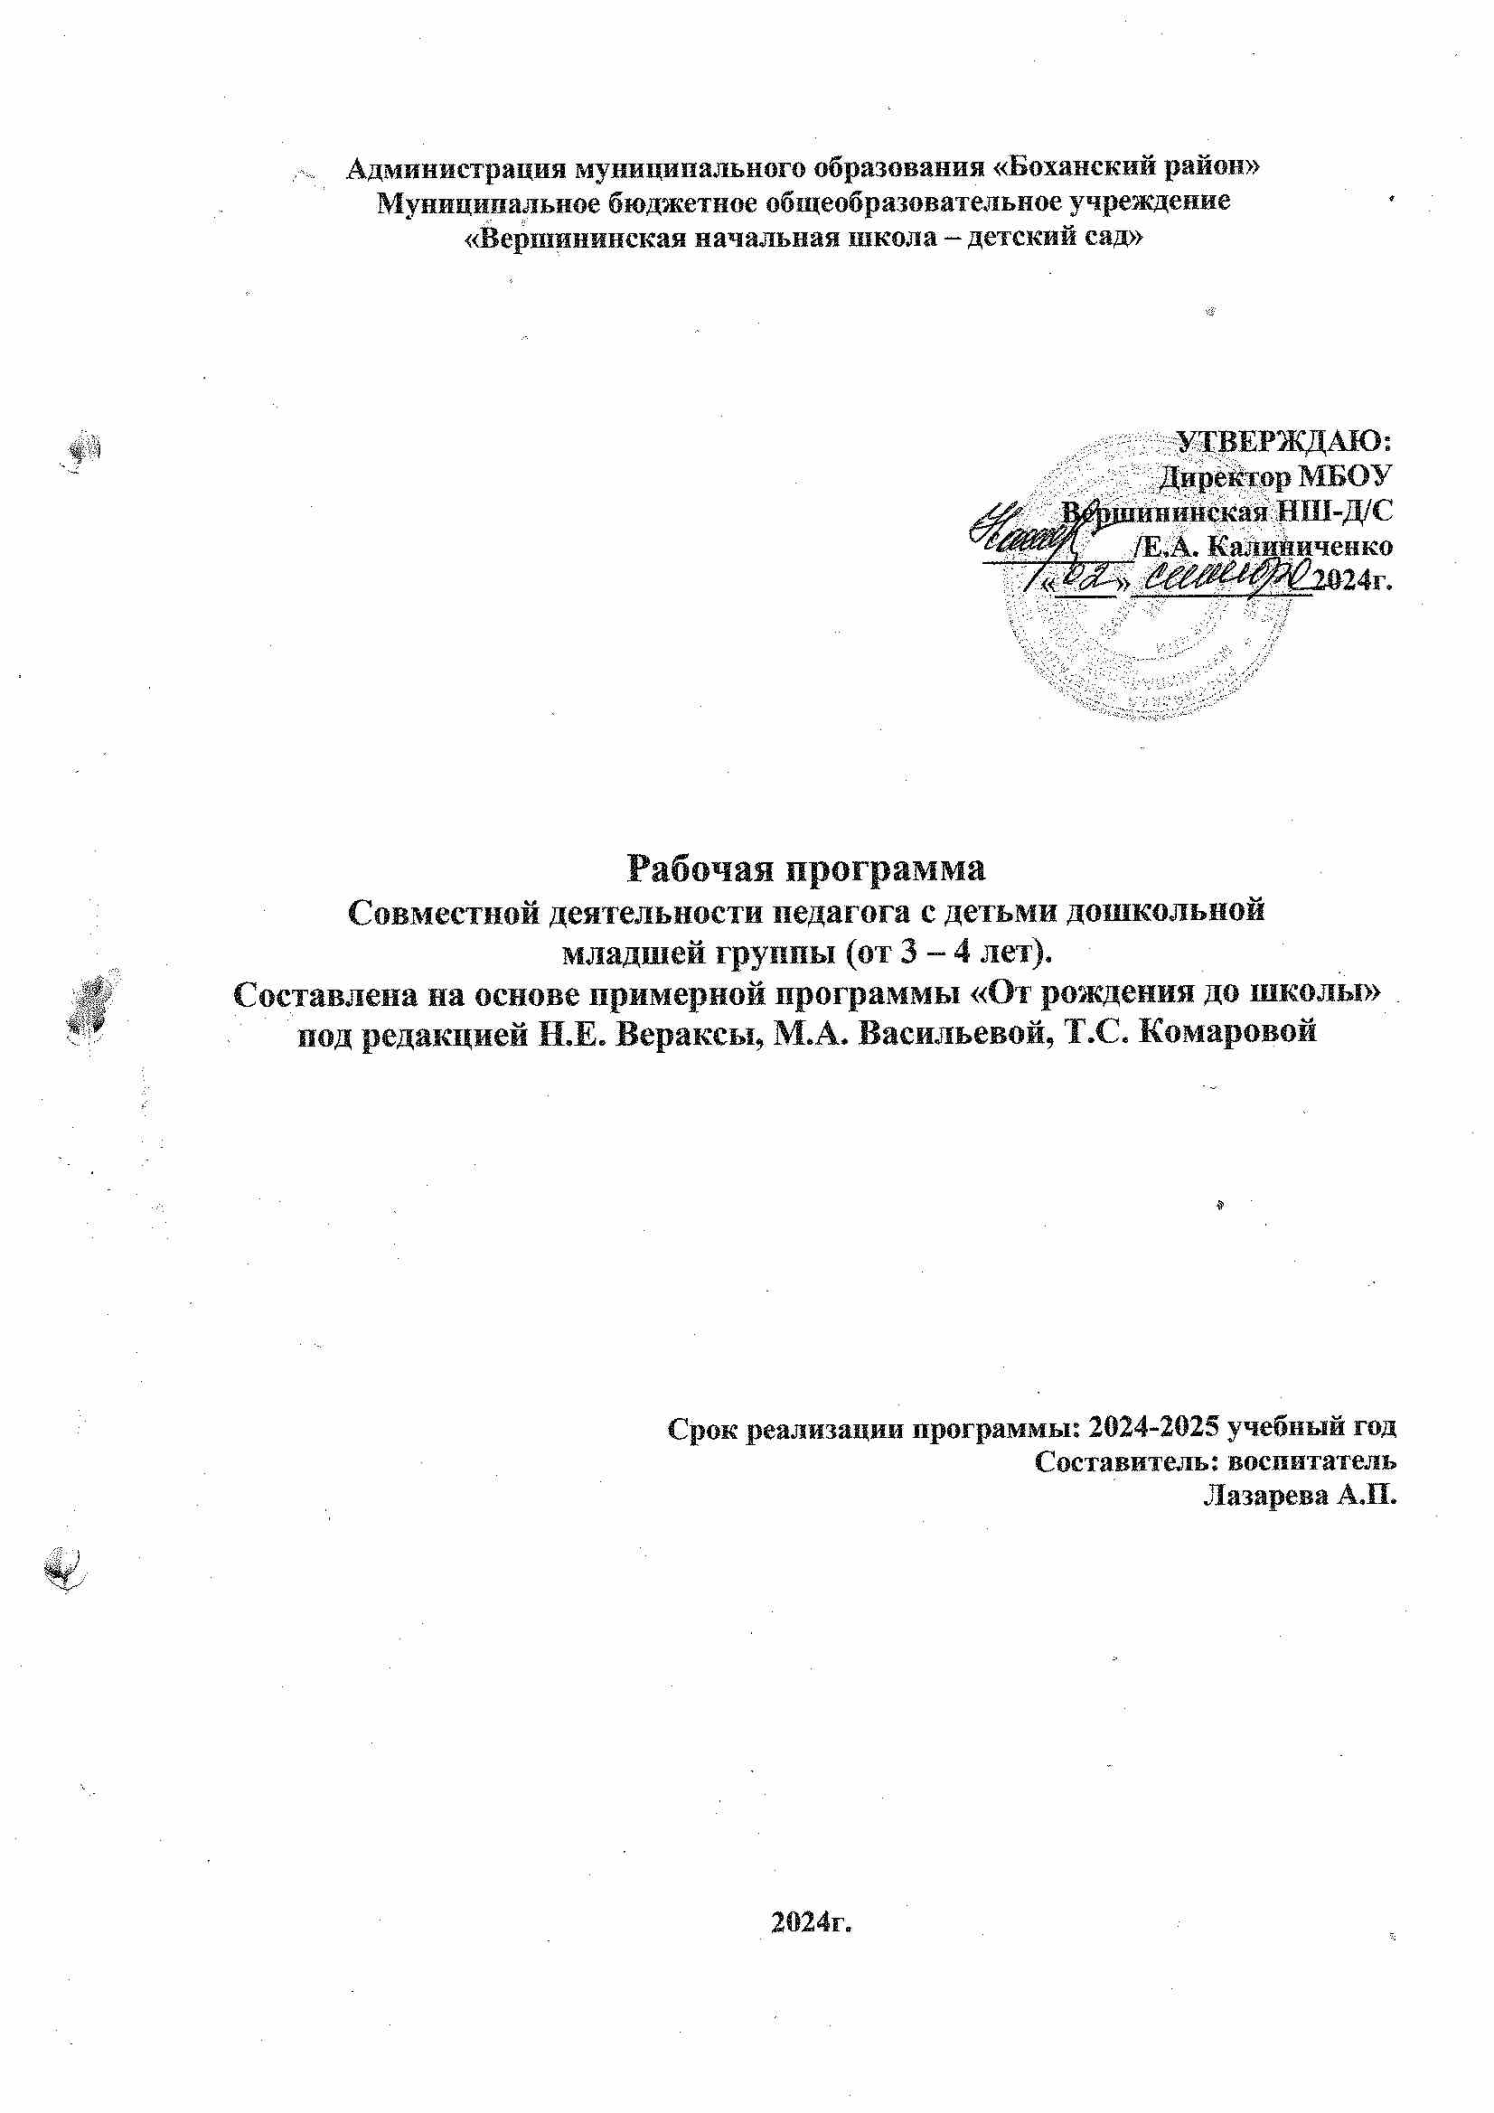 Администрация муниципального образования «Боханский район»
Муниципальное бюджетное общеобразовательное учреждение
«Вершининская начальная школа – детский сад»
УТВЕРЖДАЮ:
Директор МБОУ
Вершининская НШ-Д/С
/Е.А. Калиниченко
«02» сентября 2024г.
Рабочая программа
Совместной деятельности педагога с детьми дошкольной
младшей группы (от 3 – 4 лет).
Составлена на основе примерной программы «От рождения до школы»
под редакцией Н.Е. Вераксы, М.А. Васильевой, Т.С. Комаровой
Срок реализации программы: 2024-2025 учебный год
Составитель: воспитатель
Лазарева А.П.
2024г.